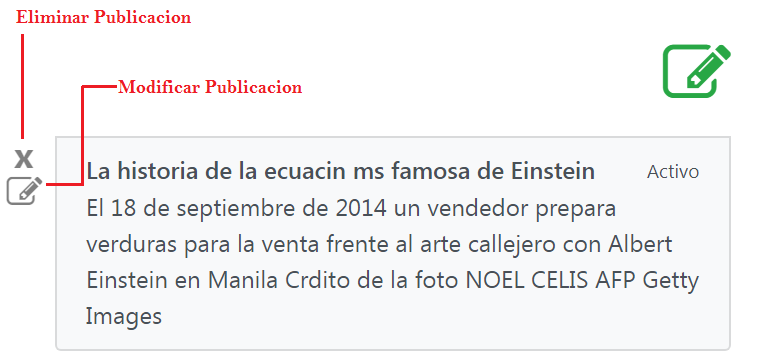 Eliminar Publicacion
Modificar Publicacion
X
La historia de la ecuacin ms famosa de Einstein
Activo
El 18 de septiembre de 2014 un vendedor prepara
verduras para la venta frente al arte callejero con Albert
Einstein en Manila Crdito de la foto NOEL CELIS AFP Getty
Images